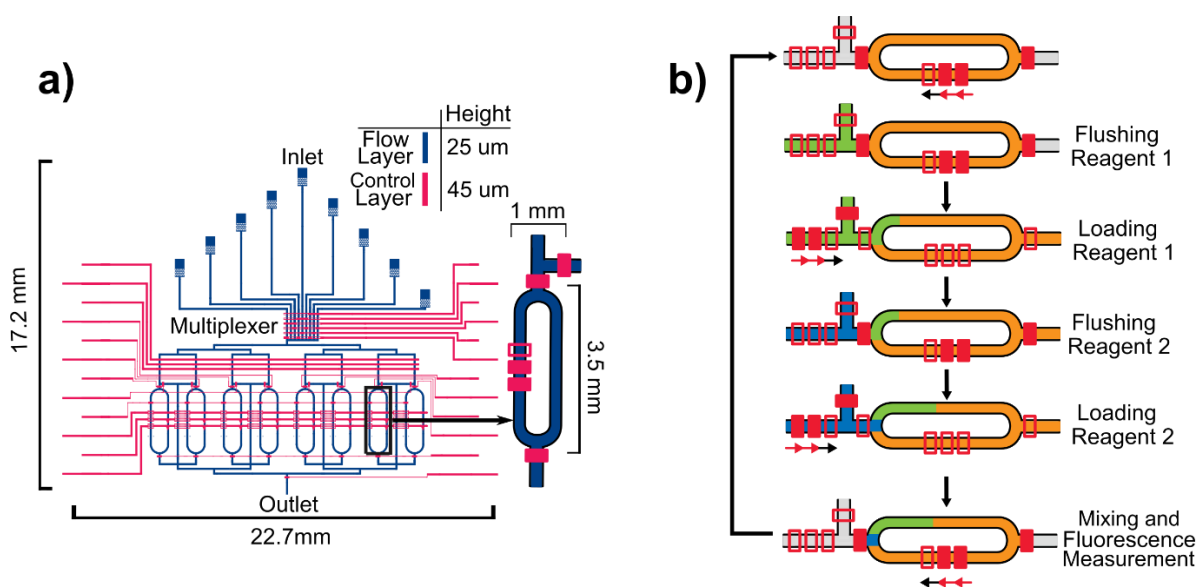 a)
Height
Flow
Layer
25 um
Control
Layer
45 um
Inlet
1 mm
17.2 mm
Multiplexer
3.5 mm
Outlet
22.7mm
b)
Flushing
Reagent 1
Loading
Reagent 1
Flushing
Reagent 2
Loading
Reagent 2
Mixing and
Fluorescence
Measurement